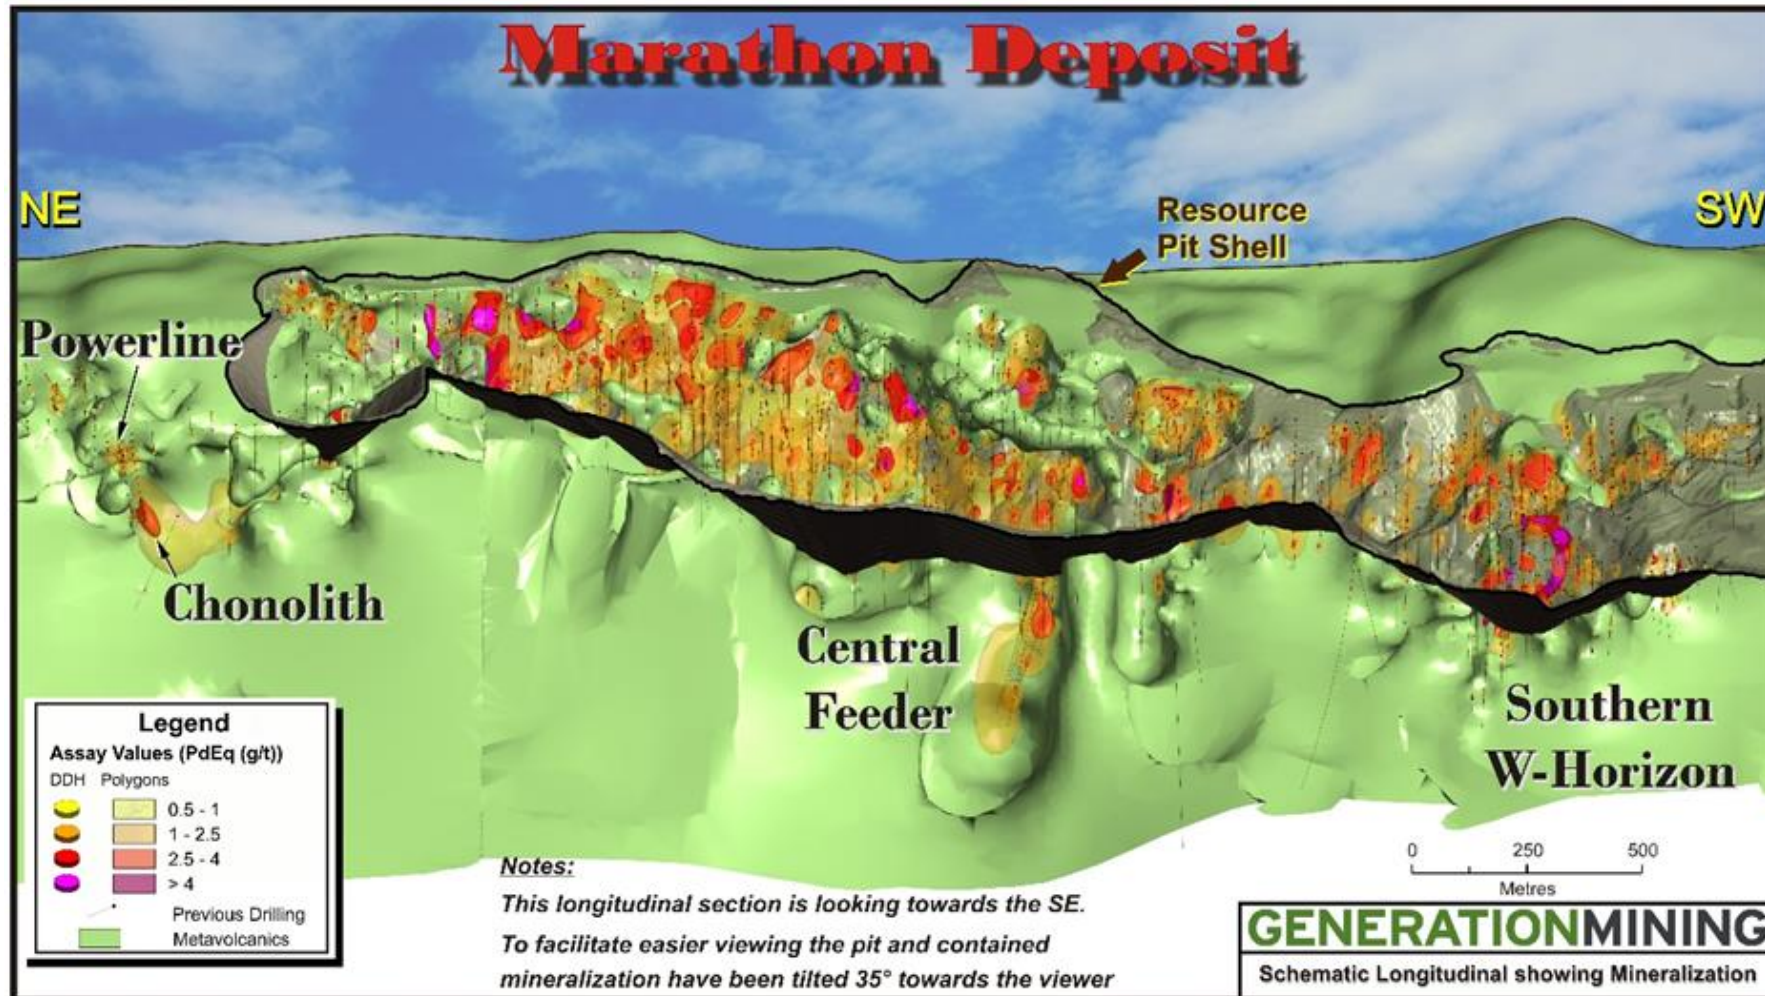 Marathon Deposit
NE
SW
Resource
Pit Shell
Powerline
Chonolith
Central
Feeder
Southern
W-Horizon
Legend
Assay Values (PdEq (g/t))
DDH Polygons
0.5 - 1
1 - 2.5
2.5 - 4
> 4
Previous Drilling
Metavolcanics
Notes:
This longitudinal section is looking towards the SE.
To facilitate easier viewing the pit and contained
mineralization have been tilted 35° towards the viewer
0 250 500
Metres
GENERATIONMINING
Schematic Longitudinal showing Mineralization